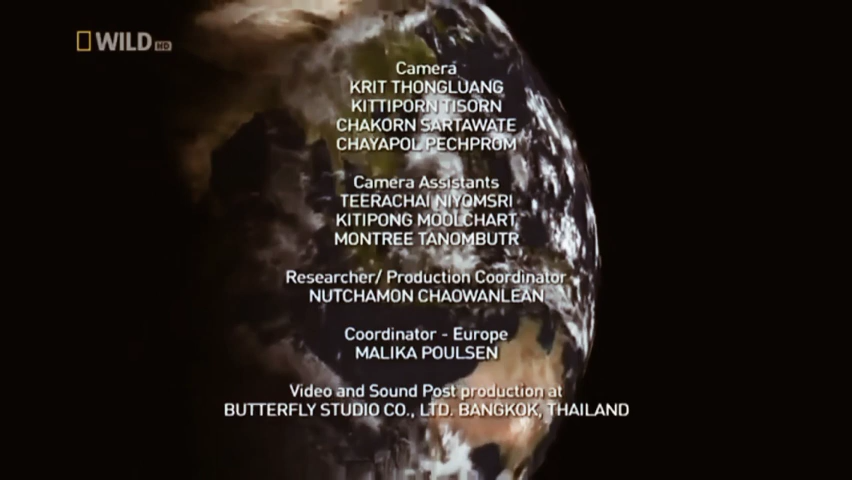 WILD HD
Camera
KRIT THONGLUANG
KITTIPORN TISORN
CHAKORN SARTAWATE
CHAYAPOL PECHPROM
Camera Assistants
TEERACHAI NIYOMSRI
KITIPONG MOOLCHART
MONTREE TANOMBUTR
Researcher/ Production Coordinator
NUTCHAMON CHAOWANLEAN
Coordinator - Europe
MALIKA POULSEN
Video and Sound Post production at
BUTTERFLY STUDIO CO., LTD. BANGKOK, THAILAND